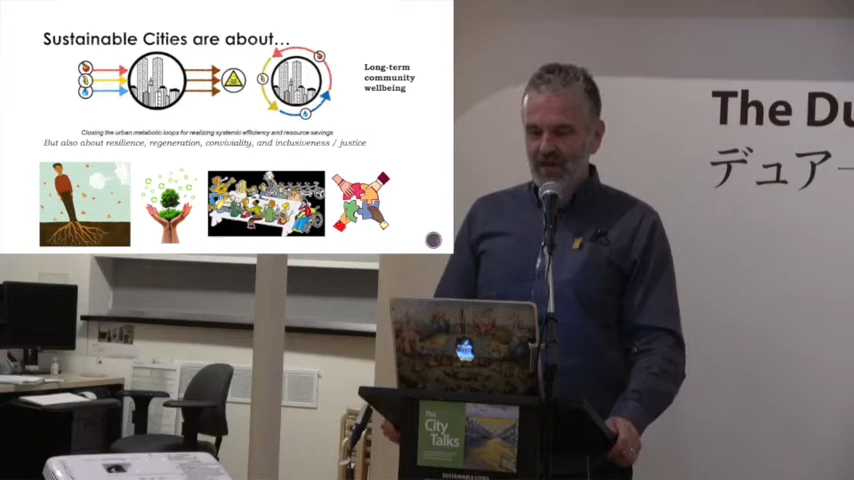 Sustainable Cities are about...
Long-term
community
wellbeing
Closing the urban metabolic loops for realizing systemic efficiency and resource savings
But also about resilience, regeneration, conviviality, and inclusiveness / justice
The Du
デュアー
The
City
Talks
SUSTAINABLE CITIES